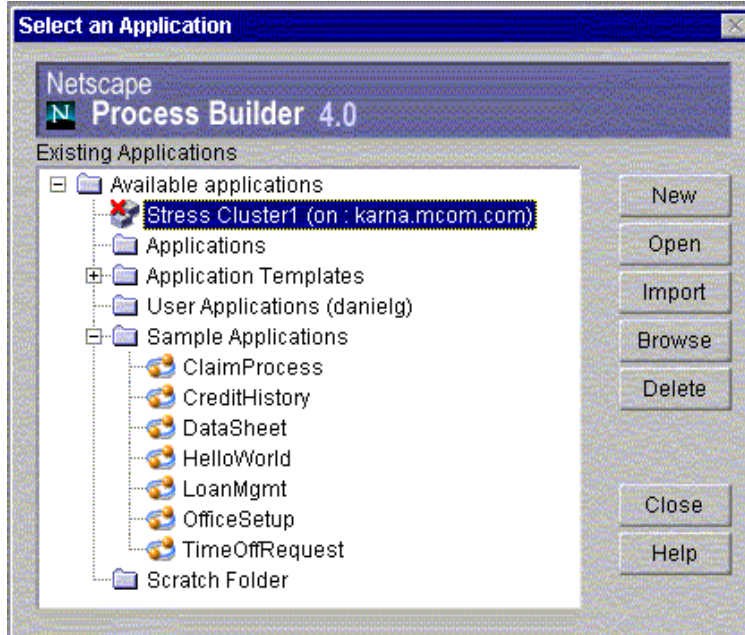 Select an Application
Netscape
N Process Builder 4.0
Existing Applications
Available applications
Stress Cluster1 (on : karna.mcom.com)
Applications
Application Templates
User Applications (danielg)
Sample Applications
ClaimProcess
CreditHistory
DataSheet
HelloWorld
LoanMgmt
OfficeSetup
TimeOffRequest
Scratch Folder
New
Open
Import
Browse
Delete
Close
Help